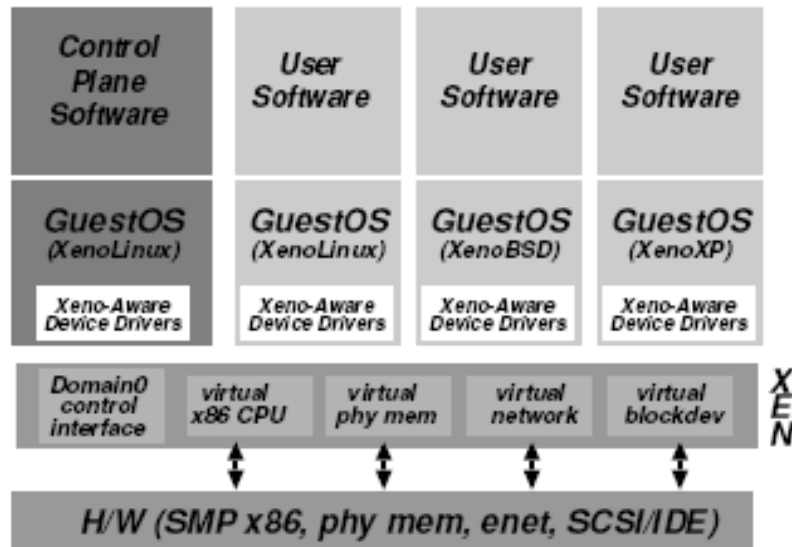 Control
Plane
Software
User
Software
User
Software
User
Software
GuestOS
(XenoLinux)
Xeno-Aware
Device Drivers
GuestOS
(XenoLinux)
Xeno-Aware
Device Drivers
GuestOS
(XenoBSD)
Xeno-Aware
Device Drivers
GuestOS
(XenoXP)
Xeno-Aware
Device Drivers
Domain0
control
interface
virtual
x86 CPU
virtual
phy mem
virtual
network
virtual
blockdev
XEN
H/W (SMP x86, phy mem, enet, SCSI/IDE)